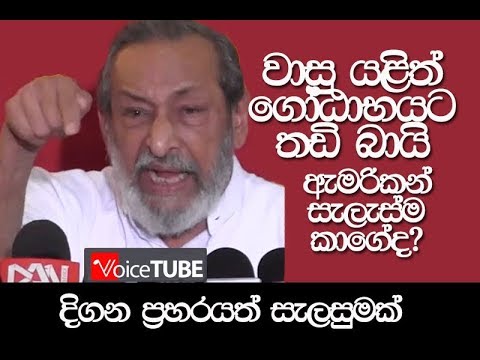 වාසු යළිත්
ගෝඨාභයට
තඩි බායි
ඇමරිකන්
සැලැස්ම
කාගේද?
VoiceTUBE
දිගන ප්‍රහරයත් සැලසුමක්